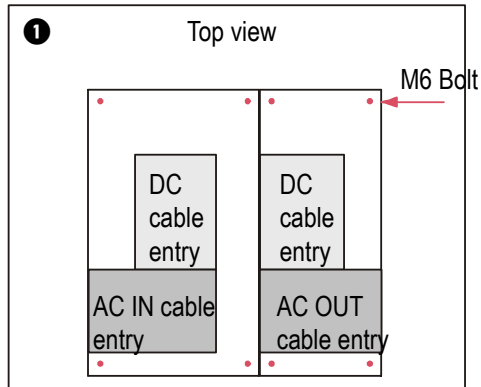 ❶
Top view
M6 Bolt
DC
cable
entry
DC
cable
entry
AC IN cable
entry
AC OUT
cable entry